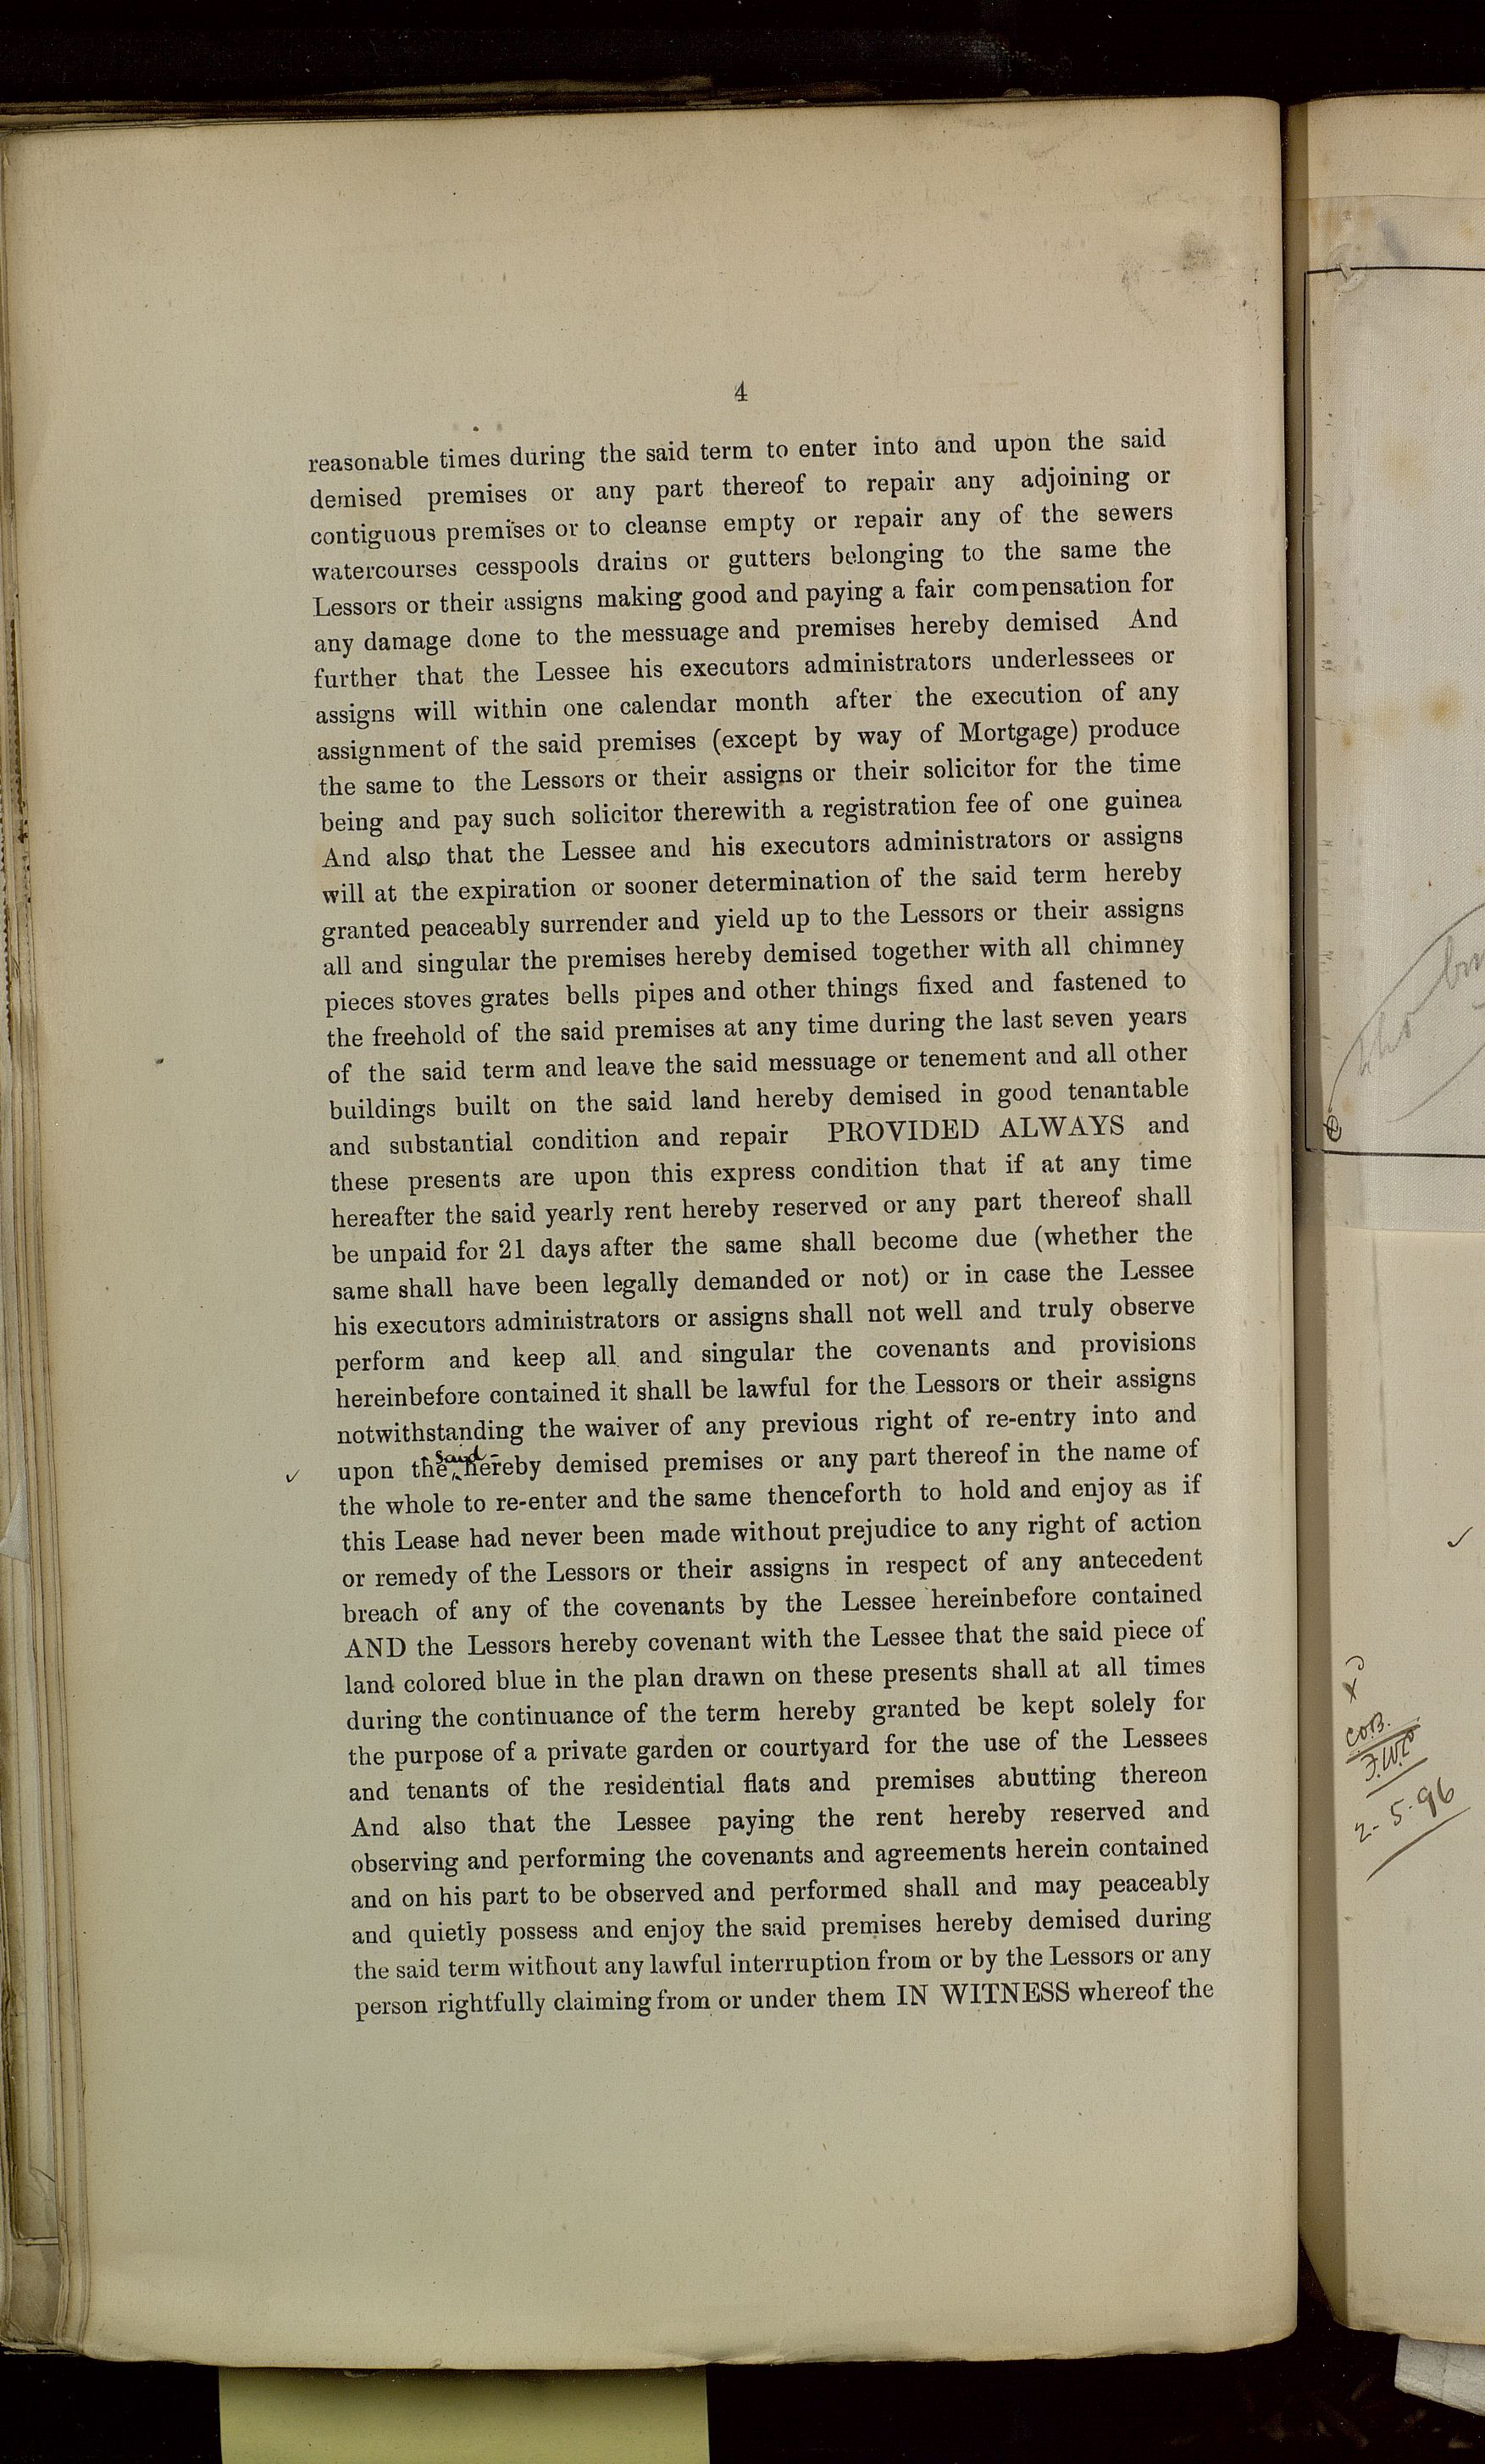 4
reasonable times during the said term to enter into and upon the said
demised premises or any part thereof to repair any adjoining or
contiguous premises or to cleanse empty or repair any of the sewers
watercourses cesspools drains or gutters belonging to the same the
Lessors or their assigns making good and paying a fair compensation for
any damage done to the messuage and premises hereby demised And
further that the Lessee his executors administrators underlessees or
assigns will within one calendar month after the execution of any
assignment of the said premises (except by way of Mortgage) produce
the same to the Lessors or their assigns or their solicitor for the time
being and pay such solicitor therewith a registration fee of one guinea
And also that the Lessee and his executors administrators or assigns
will at the expiration or sooner determination of the said term hereby
granted peaceably surrender and yield up to the Lessors or their assigns
all and singular the premises hereby demised together with all chimney
pieces stoves grates bells pipes and other things fixed and fastened to
the freehold of the said premises at any time during the last seven years
of the said term and leave the said messuage or tenement and all other
buildings built on the said land hereby demised in good tenantable
and substantial condition and repair PROVIDED ALWAYS and
these presents are upon this express condition that if at any time
hereafter the said yearly rent hereby reserved or any part thereof shall
be unpaid for 21 days after the same shall become due (whether the
same shall have been legally demanded or not) or in case the Lessee
his executors administrators or assigns shall not well and truly observe
perform and keep all and singular the covenants and provisions
hereinbefore contained it shall be lawful for the Lessors or their assigns
notwithstanding the waiver of any previous right of re-entry into and
upon the said hereby demised premises or any part thereof in the name of
the whole to re-enter and the same thenceforth to hold and enjoy as if
this Lease had never been made without prejudice to any right of action
or remedy of the Lessors or their assigns in respect of any antecedent
breach of any of the covenants by the Lessee hereinbefore contained
AND the Lessors hereby covenant with the Lessee that the said piece of
land colored blue in the plan drawn on these presents shall at all times
during the continuance of the term hereby granted be kept solely for
the purpose of a private garden or courtyard for the use of the Lessees
and tenants of the residential flats and premises abutting thereon
And also that the Lessee paying the rent hereby reserved and
observing and performing the covenants and agreements herein contained
and on his part to be observed and performed shall and may peaceably
and quietly possess and enjoy the said premises hereby demised during
the said term without any lawful interruption from or by the Lessors or any
person rightfully claiming from or under them IN WITNESS whereof the
2-5-96